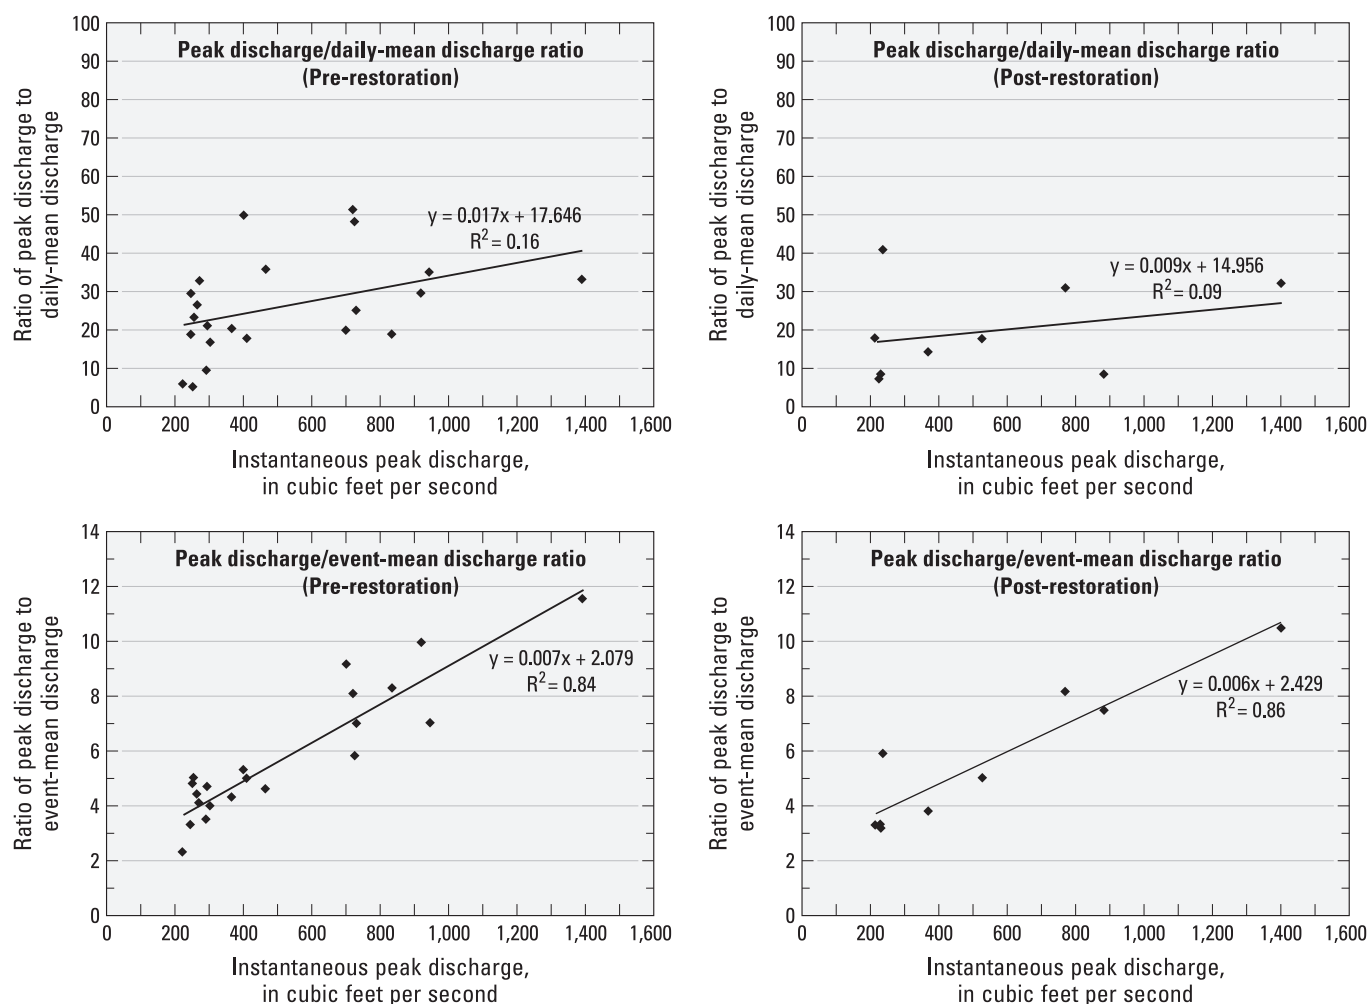 Peak discharge/daily-mean discharge ratio
(Pre-restoration)
Ratio of peak discharge to
daily-mean discharge
100
90
80
70
60
50
40
30
20
10
0
y = 0.017x + 17.646
R² = 0.16
0 200 400 600 800 1,000 1,200 1,400 1,600
Instantaneous peak discharge,
in cubic feet per second
Peak discharge/daily-mean discharge ratio
(Post-restoration)
Ratio of peak discharge to
daily-mean discharge
100
90
80
70
60
50
40
30
20
10
0
y = 0.009x + 14.956
R² = 0.09
0 200 400 600 800 1,000 1,200 1,400 1,600
Instantaneous peak discharge,
in cubic feet per second
Peak discharge/event-mean discharge ratio
(Pre-restoration)
Ratio of peak discharge to
event-mean discharge
14
12
10
8
6
4
2
0
y = 0.007x + 2.079
R² = 0.84
0 200 400 600 800 1,000 1,200 1,400 1,600
Instantaneous peak discharge,
in cubic feet per second
Peak discharge/event-mean discharge ratio
(Post-restoration)
Ratio of peak discharge to
event-mean discharge
14
12
10
8
6
4
2
0
y = 0.006x + 2.429
R² = 0.86
0 200 400 600 800 1,000 1,200 1,400 1,600
Instantaneous peak discharge,
in cubic feet per second